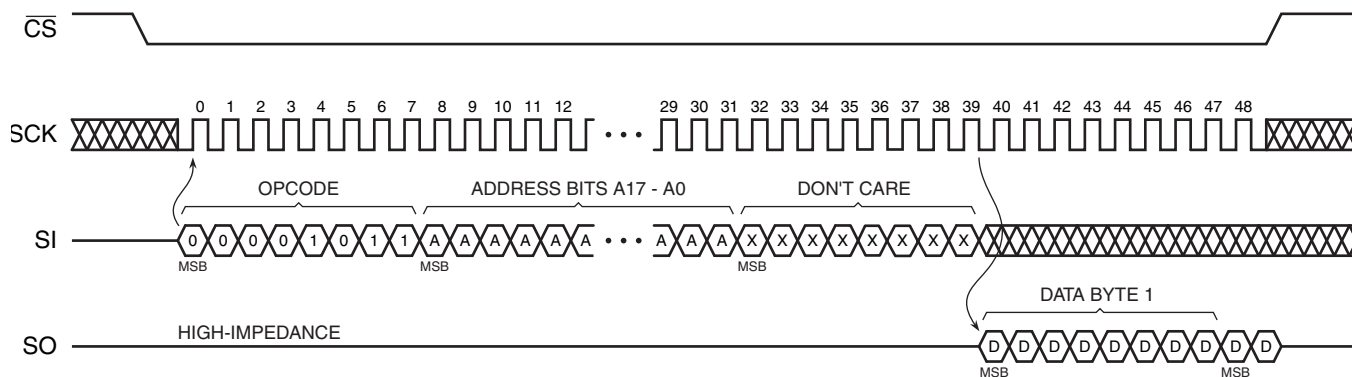 CS
0 1 2 3 4 5 6 7 8 9 10 11 12 29 30 31 32 33 34 35 36 37 38 39 40 41 42 43 44 45 46 47 48
SCK
OPCODE ADDRESS BITS A17 - A0 DON'T CARE
SI 0 0 0 0 1 0 1 1 A A A A A A A A A X X X X X X X X
MSB MSB MSB
DATA BYTE 1
HIGH-IMPEDANCE
SO D D D D D D D D D D
MSB MSB